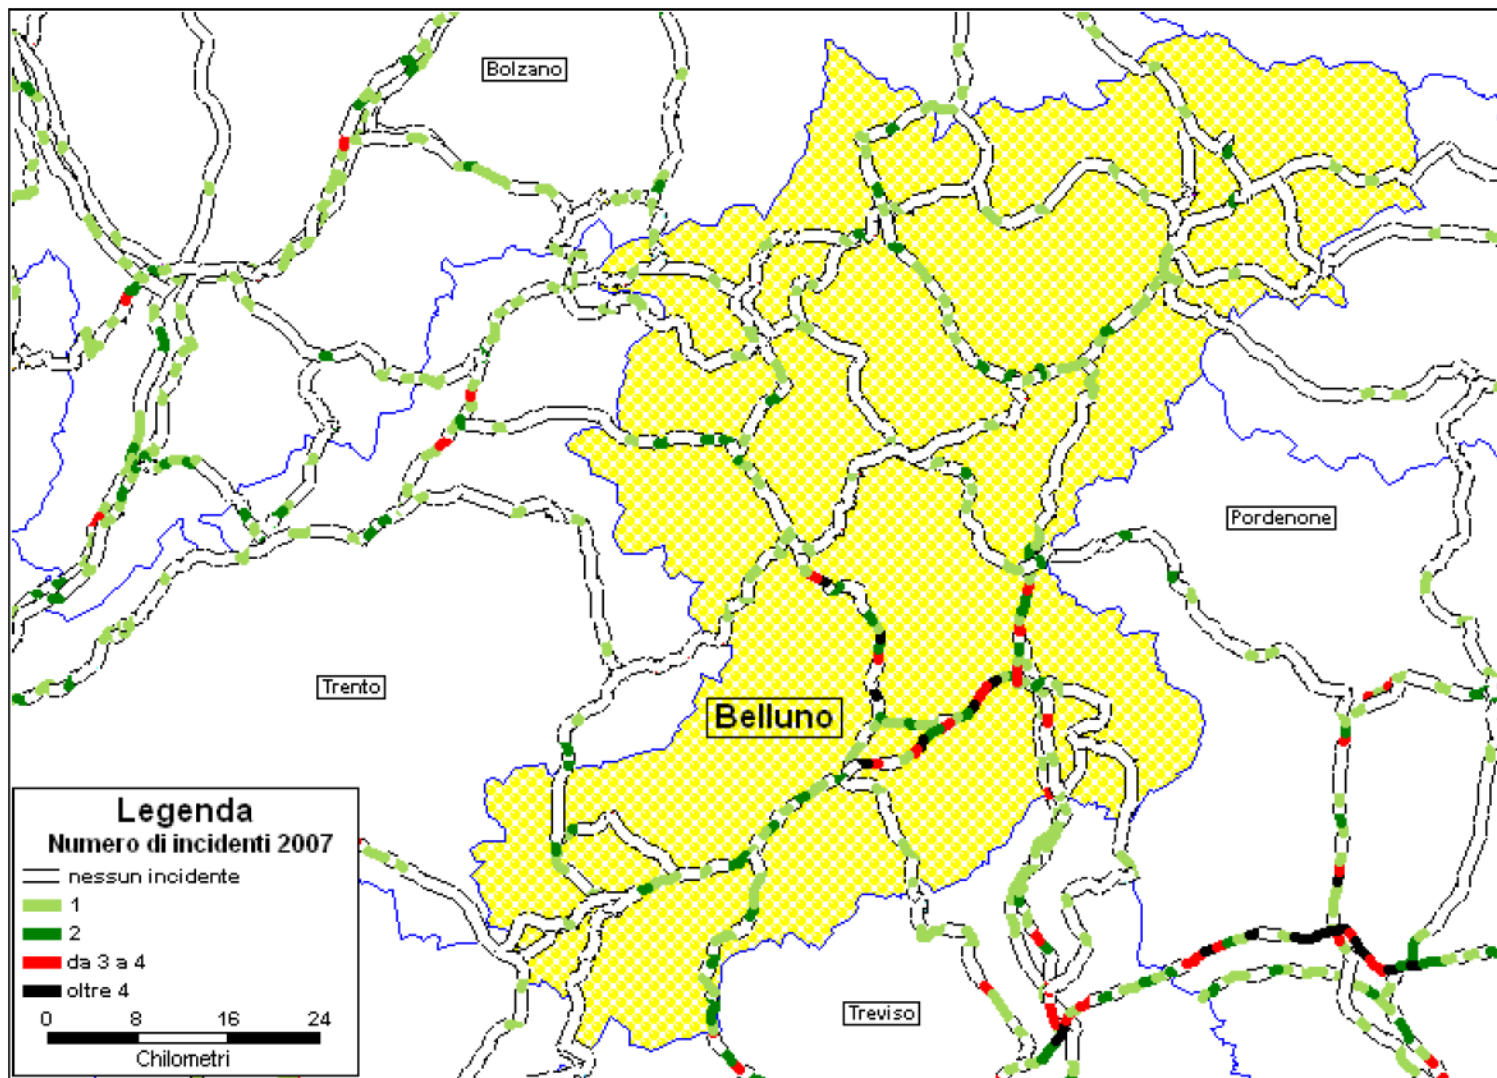 Bolzano
Pordenone
Trento
Belluno
Treviso
Legenda
Numero di incidenti 2007
nessun incidente
1
2
da 3 a 4
oltre 4
0 8 16 24
Chilometri